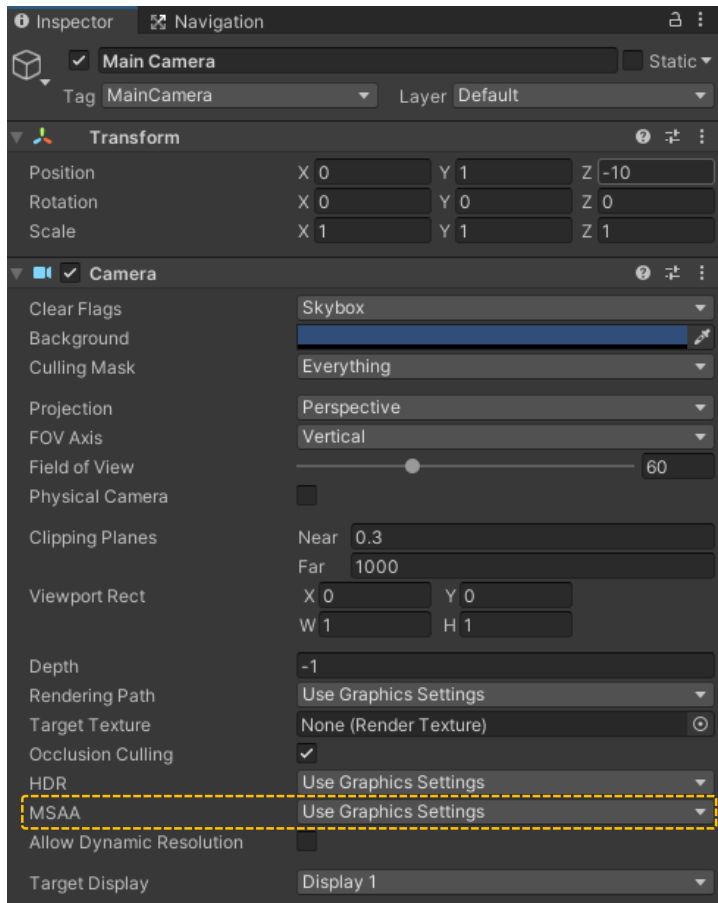 Inspector Navigation
Main Camera Static
Tag MainCamera Layer Default
Transform
Position X 0 Y 1 Z -10
Rotation X 0 Y 0 Z 0
Scale X 1 Y 1 Z 1
Camera
Clear Flags Skybox
Background
Culling Mask Everything
Projection Perspective
FOV Axis Vertical
Field of View 60
Physical Camera
Clipping Planes Near 0.3
Far 1000
Viewport Rect X 0 Y 0
W 1 H 1
Depth -1
Rendering Path Use Graphics Settings
Target Texture None (Render Texture)
Occlusion Culling
HDR Use Graphics Settings
MSAA Use Graphics Settings
Allow Dynamic Resolution
Target Display Display 1